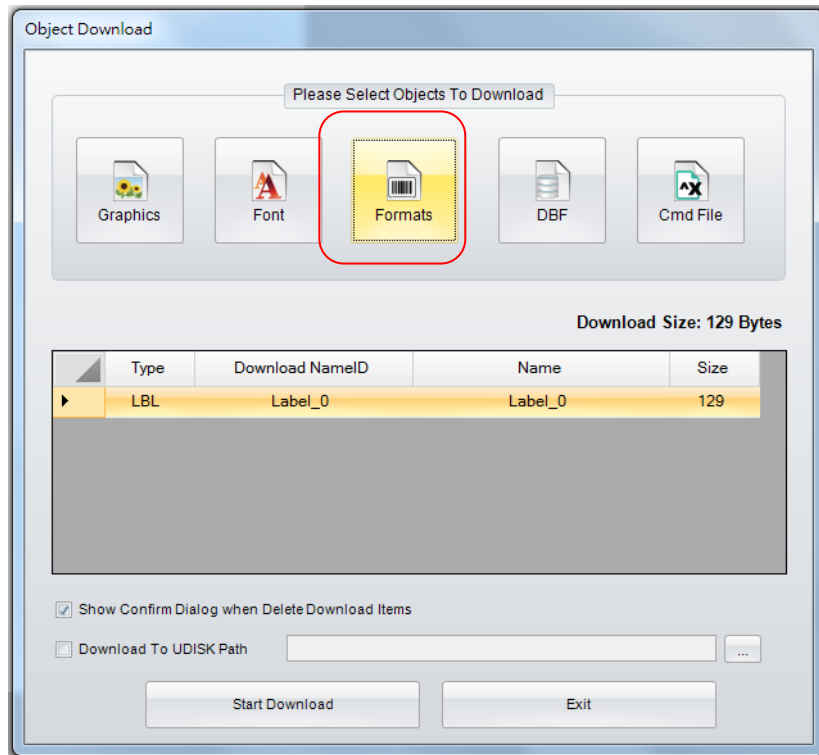 Object Download
Please Select Objects To Download
Graphics Font Formats DBF Cmd File
Download Size: 129 Bytes
Type Download NameID Name Size
LBL Label_0 Label_0 129
Show Confirm Dialog when Delete Download Items
Download To UDISK Path ...
Start Download Exit